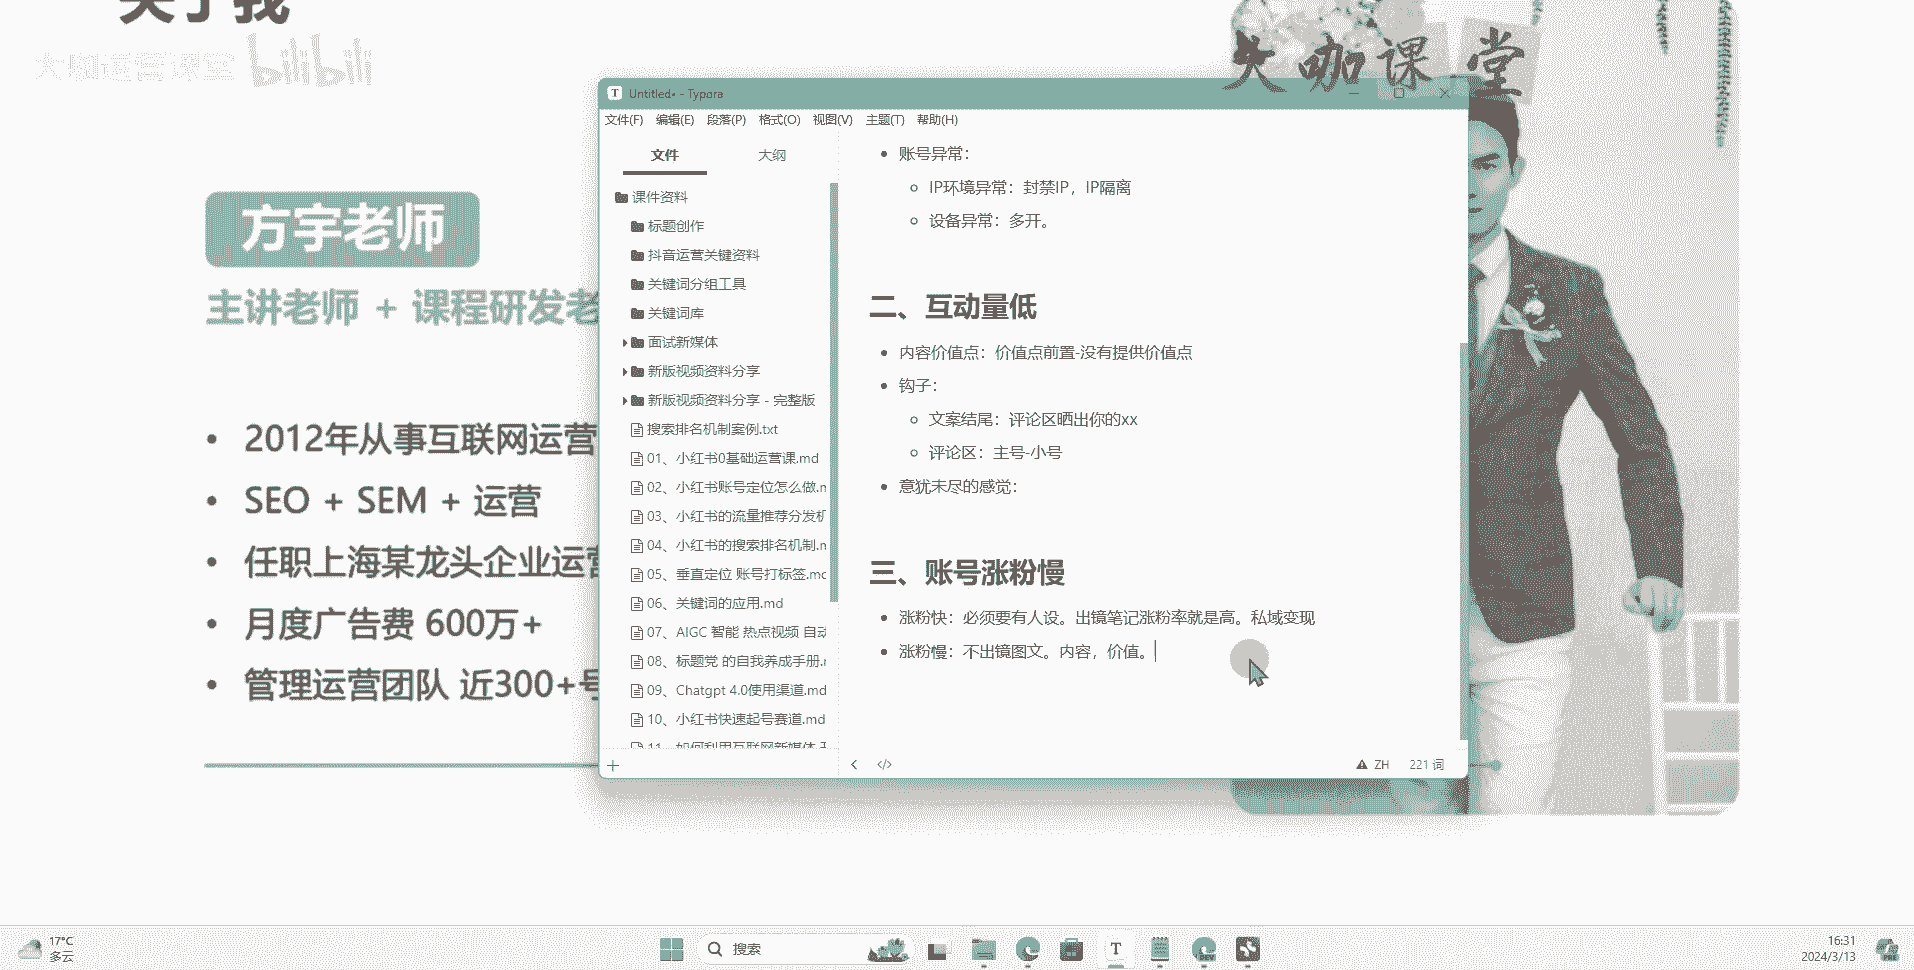 关于我
大咖运营课堂 bilibili
大咖课堂
方宇老师
主讲老师 + 课程研发老
2012年从事互联网运营
SEO + SEM + 运营
任职上海某龙头企业运营
月度广告费 600万+
管理运营团队 近300+号
Untitled• - Typora
文件(F) 编辑(E) 段落(P) 格式(O) 视图(V) 主题(T) 帮助(H)
文件 大纲
课件资料
标题创作
抖音运营关键资料
关键词分组工具
关键词库
面试新媒体
新版视频资料分享
新版视频资料分享 - 完整版
搜索排名机制案例.txt
01、小红书0基础运营课.md
02、小红书账号定位怎么做.m
03、小红书的流量推荐分发机
04、小红书的搜索排名机制.m
05、垂直定位 账号打标签.mc
06、关键词的应用.md
07、AIGC 智能 热点视频 自动
08、标题党 的自我养成手册.r
09、Chatgpt 4.0使用渠道.md
10、小红书快速起号赛道.md
11、如何利用互联网新媒体
账号异常：
IP环境异常：封禁IP，IP隔离
设备异常：多开。
二、互动量低
内容价值点：价值点前置-没有提供价值点
钩子：
文案结尾：评论区晒出你的xx
评论区：主号-小号
意犹未尽的感觉：
三、账号涨粉慢
涨粉快：必须要有人设。出镜笔记涨粉率就是高。私域变现
涨粉慢：不出镜图文。内容，价值。
ZH 221 词
17°C
多云
搜索
16:31
2024/3/13